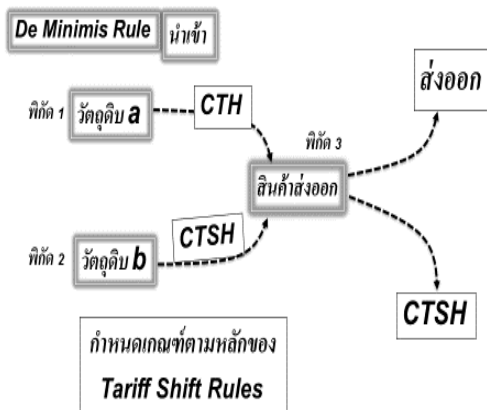 De Minimis Rule
นำเข้า
ส่งออก
พิกัด 1
วัตถุดิบ a
CTH
พิกัด 3
สินค้าส่งออก
CTSH
พิกัด 2
วัตถุดิบ b
CTSH
กำหนดเกณฑ์ตามหลักของ
Tariff Shift Rules